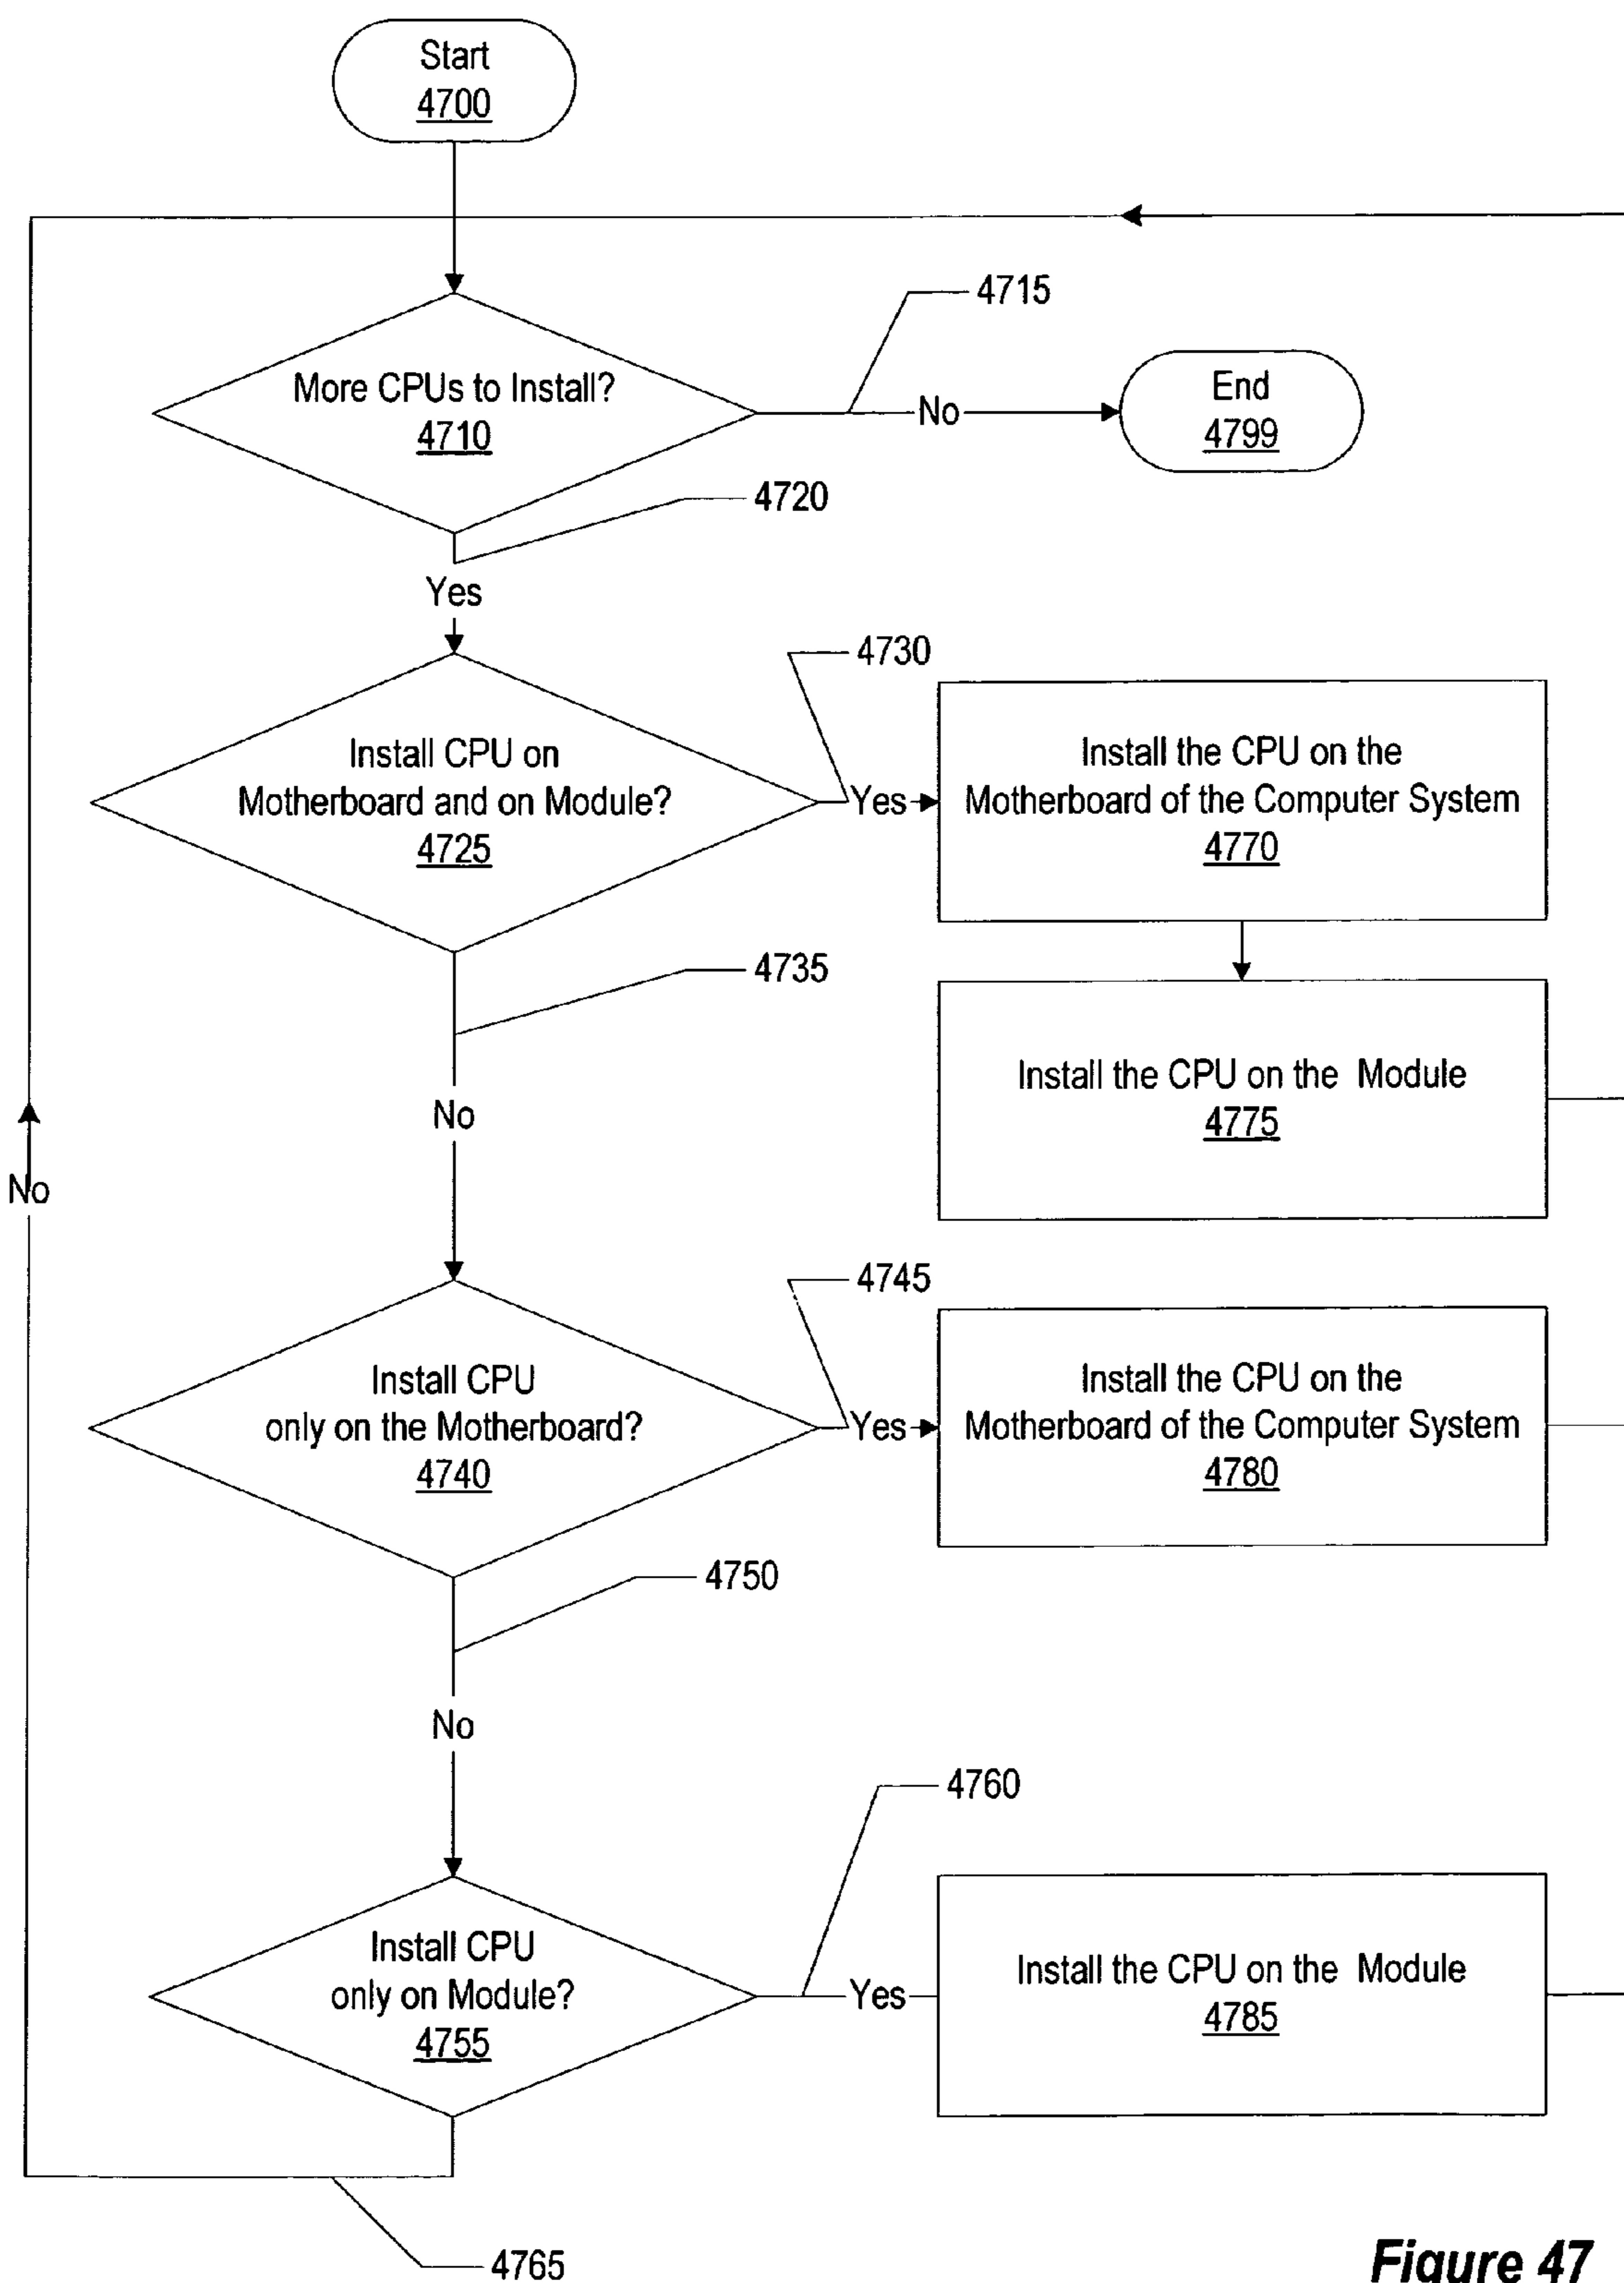 Start
4700
4715
More CPUs to Install?
4710
No
End
4799
4720
Yes
4730
Install CPU on
Motherboard and on Module?
4725
Yes
Install the CPU on the
Motherboard of the Computer System
4770
4735
No
Install the CPU on the Module
4775
No
4745
Install CPU
only on the Motherboard?
4740
Yes
Install the CPU on the
Motherboard of the Computer System
4780
4750
No
4760
Install CPU
only on Module?
4755
Yes
Install the CPU on the Module
4785
4765
Figure 47